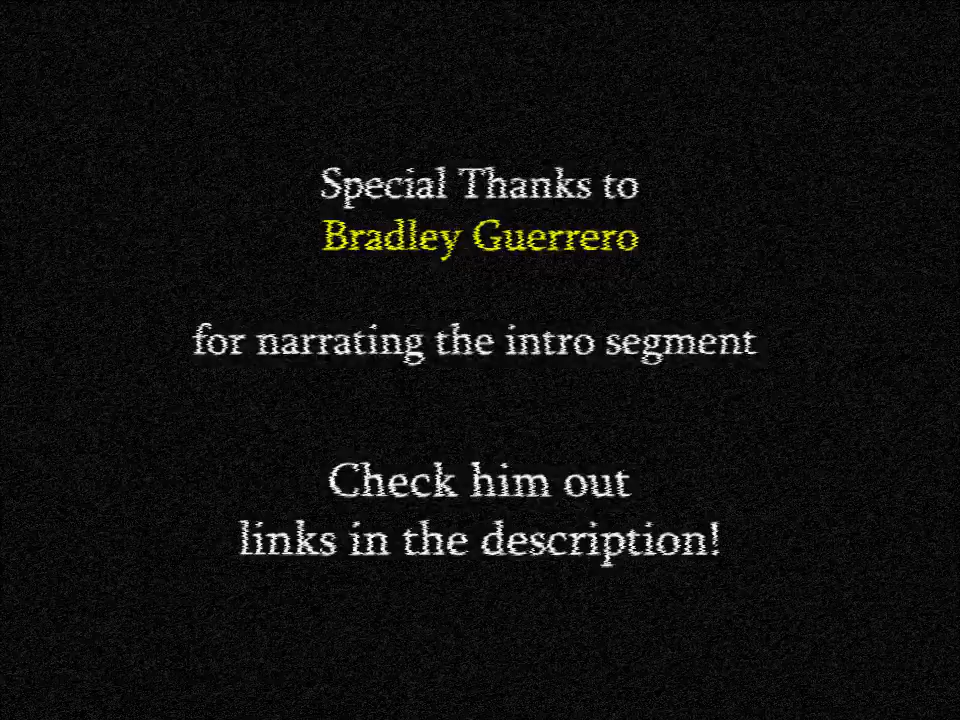 Special Thanks to
Bradley Guerrero
for narrating the intro segment
Check him out
links in the description!